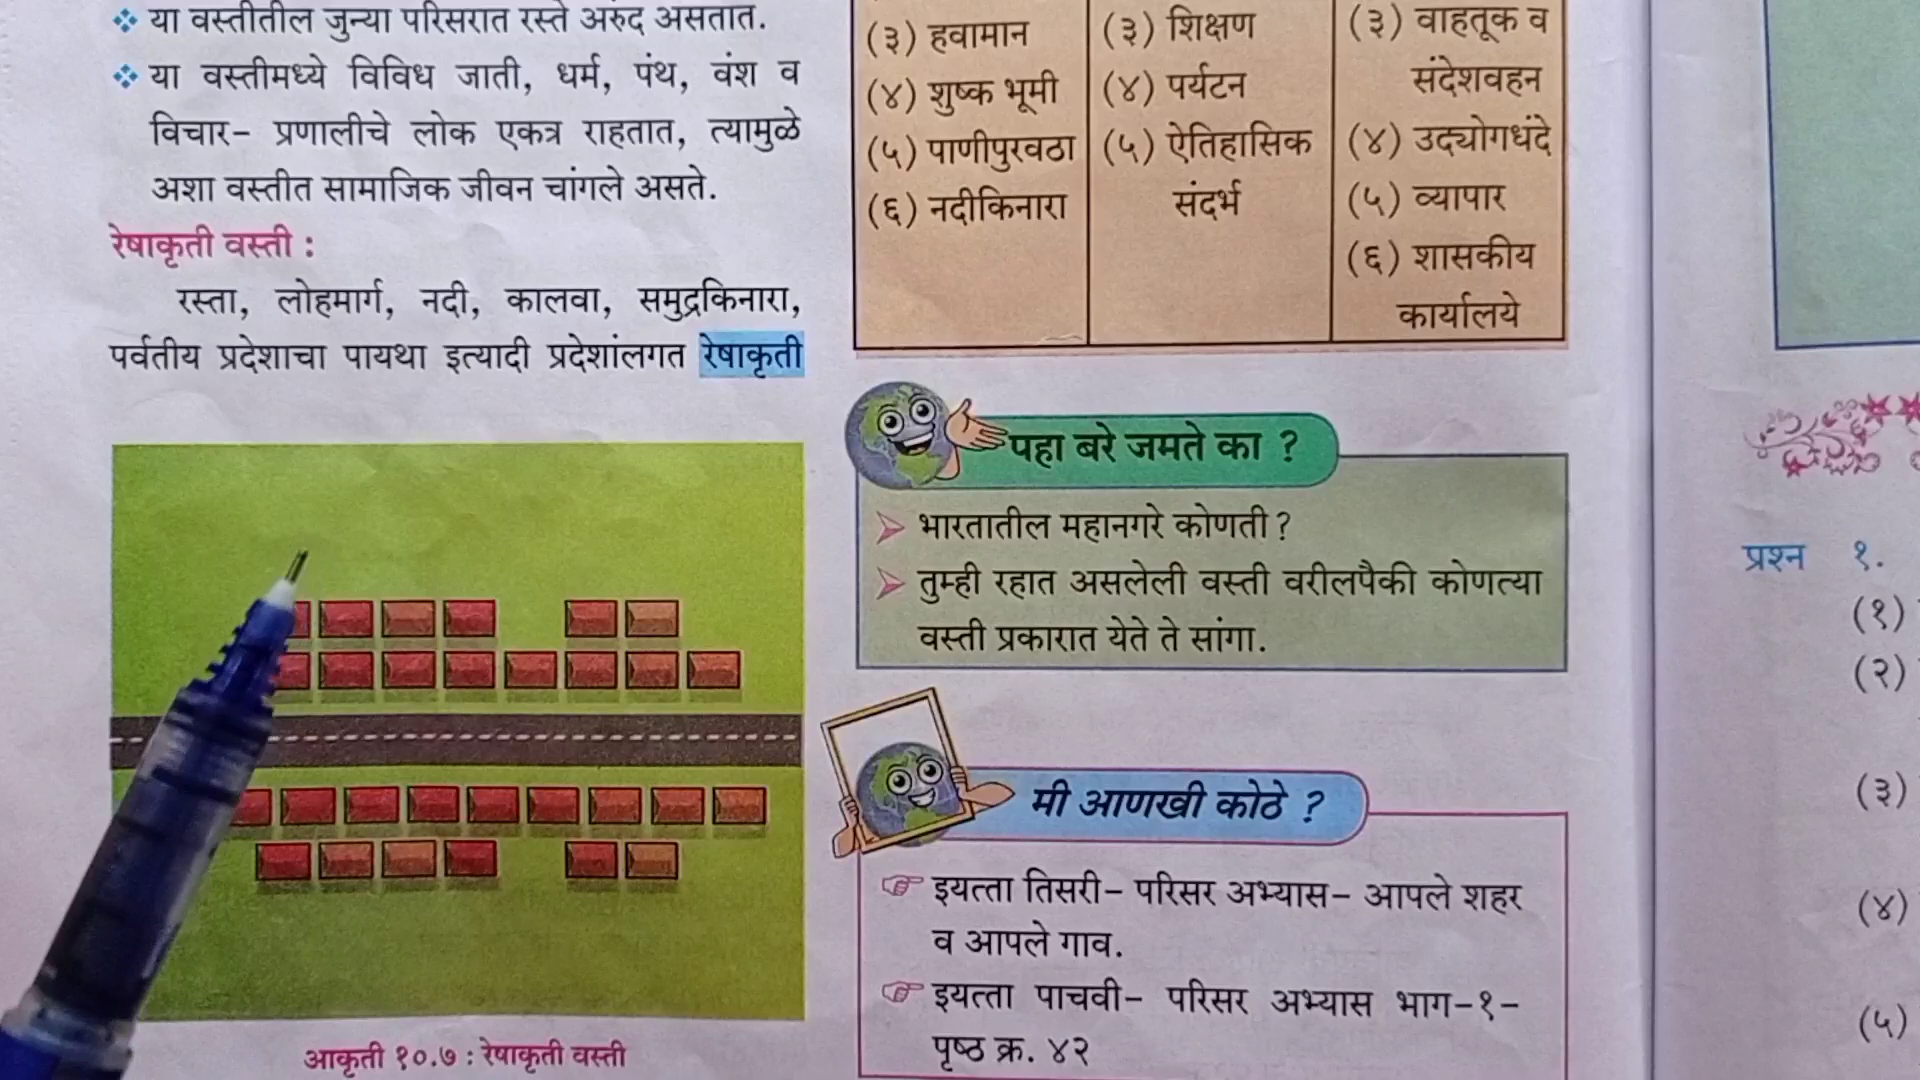 ❖ या वस्तीतील जुन्या परिसरात रस्ते अरुंद असतात.
❖ या वस्तीमध्ये विविध जाती, धर्म, पंथ, वंश व
विचार- प्रणालीचे लोक एकत्र राहतात, त्यामुळे
अशा वस्तीत सामाजिक जीवन चांगले असते.
रेषाकृती वस्ती :
रस्ता, लोहमार्ग, नदी, कालवा, समुद्रकिनारा,
पर्वतीय प्रदेशाचा पायथा इत्यादी प्रदेशांलगत रेषाकृती
आकृती १०.७ : रेषाकृती वस्ती
(३) हवामान
(४) शुष्क भूमी
(५) पाणीपुरवठा
(६) नदीकिनारा
(३) शिक्षण
(४) पर्यटन
(५) ऐतिहासिक
संदर्भ
(३) वाहतूक व
संदेशवहन
(४) उद्योगधंदे
(५) व्यापार
(६) शासकीय
कार्यालये
पहा बरे जमते का ?
➤ भारतातील महानगरे कोणती ?
➤ तुम्ही रहात असलेली वस्ती वरीलपैकी कोणत्या
वस्ती प्रकारात येते ते सांगा.
मी आणखी कोठे ?
☞ इयत्ता तिसरी- परिसर अभ्यास- आपले शहर
व आपले गाव.
☞ इयत्ता पाचवी- परिसर अभ्यास भाग-१-
पृष्ठ क्र. ४२
प्रश्न १.
(१)
(२)
(३)
(४)
(५)